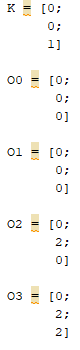 K = [0;
0;
1]
O0 = [0;
0;
0]
O1 = [0;
0;
0]
O2 = [0;
2;
0]
O3 = [0;
2;
2]